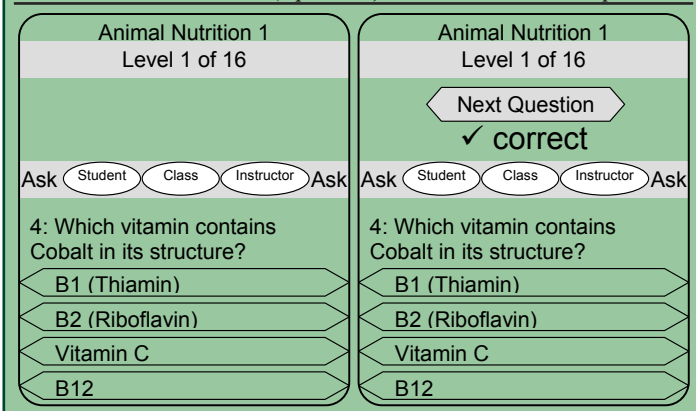 Animal Nutrition 1
Level 1 of 16
Ask Student Class Instructor Ask
4: Which vitamin contains
Cobalt in its structure?
B1 (Thiamin)
B2 (Riboflavin)
Vitamin C
B12
Animal Nutrition 1
Level 1 of 16
Next Question
✓ correct
Ask Student Class Instructor Ask
4: Which vitamin contains
Cobalt in its structure?
B1 (Thiamin)
B2 (Riboflavin)
Vitamin C
B12